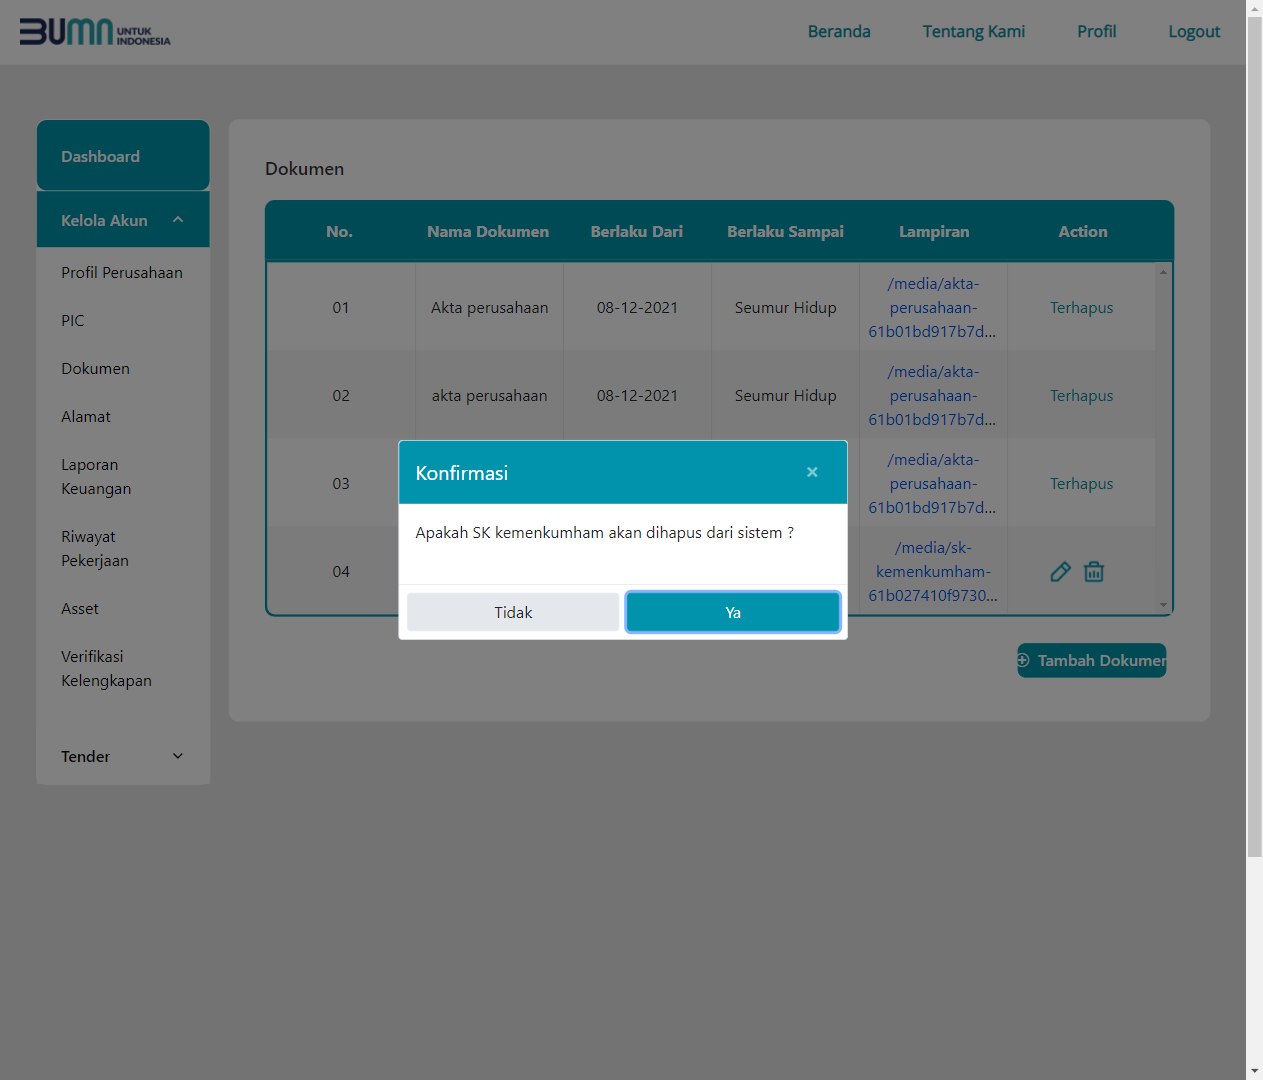 BUMN UNTUK INDONESIA
Beranda
Tentang Kami
Profil
Logout
Dashboard
Kelola Akun
Profil Perusahaan
PIC
Dokumen
Alamat
Laporan
Keuangan
Riwayat
Pekerjaan
Asset
Verifikasi
Kelengkapan
Tender
Dokumen
No. Nama Dokumen Berlaku Dari Berlaku Sampai Lampiran Action
01 Akta perusahaan 08-12-2021 Seumur Hidup /media/akta-
perusahaan-
61b01bd917b7d... Terhapus
02 akta perusahaan 08-12-2021 Seumur Hidup /media/akta-
perusahaan-
61b01bd917b7d... Terhapus
03 /media/akta-
perusahaan-
61b01bd917b7d... Terhapus
04 /media/sk-
kemenkumham-
61b027410f9730...
Tambah Dokumen
Konfirmasi
×
Apakah SK kemenkumham akan dihapus dari sistem ?
Tidak
Ya